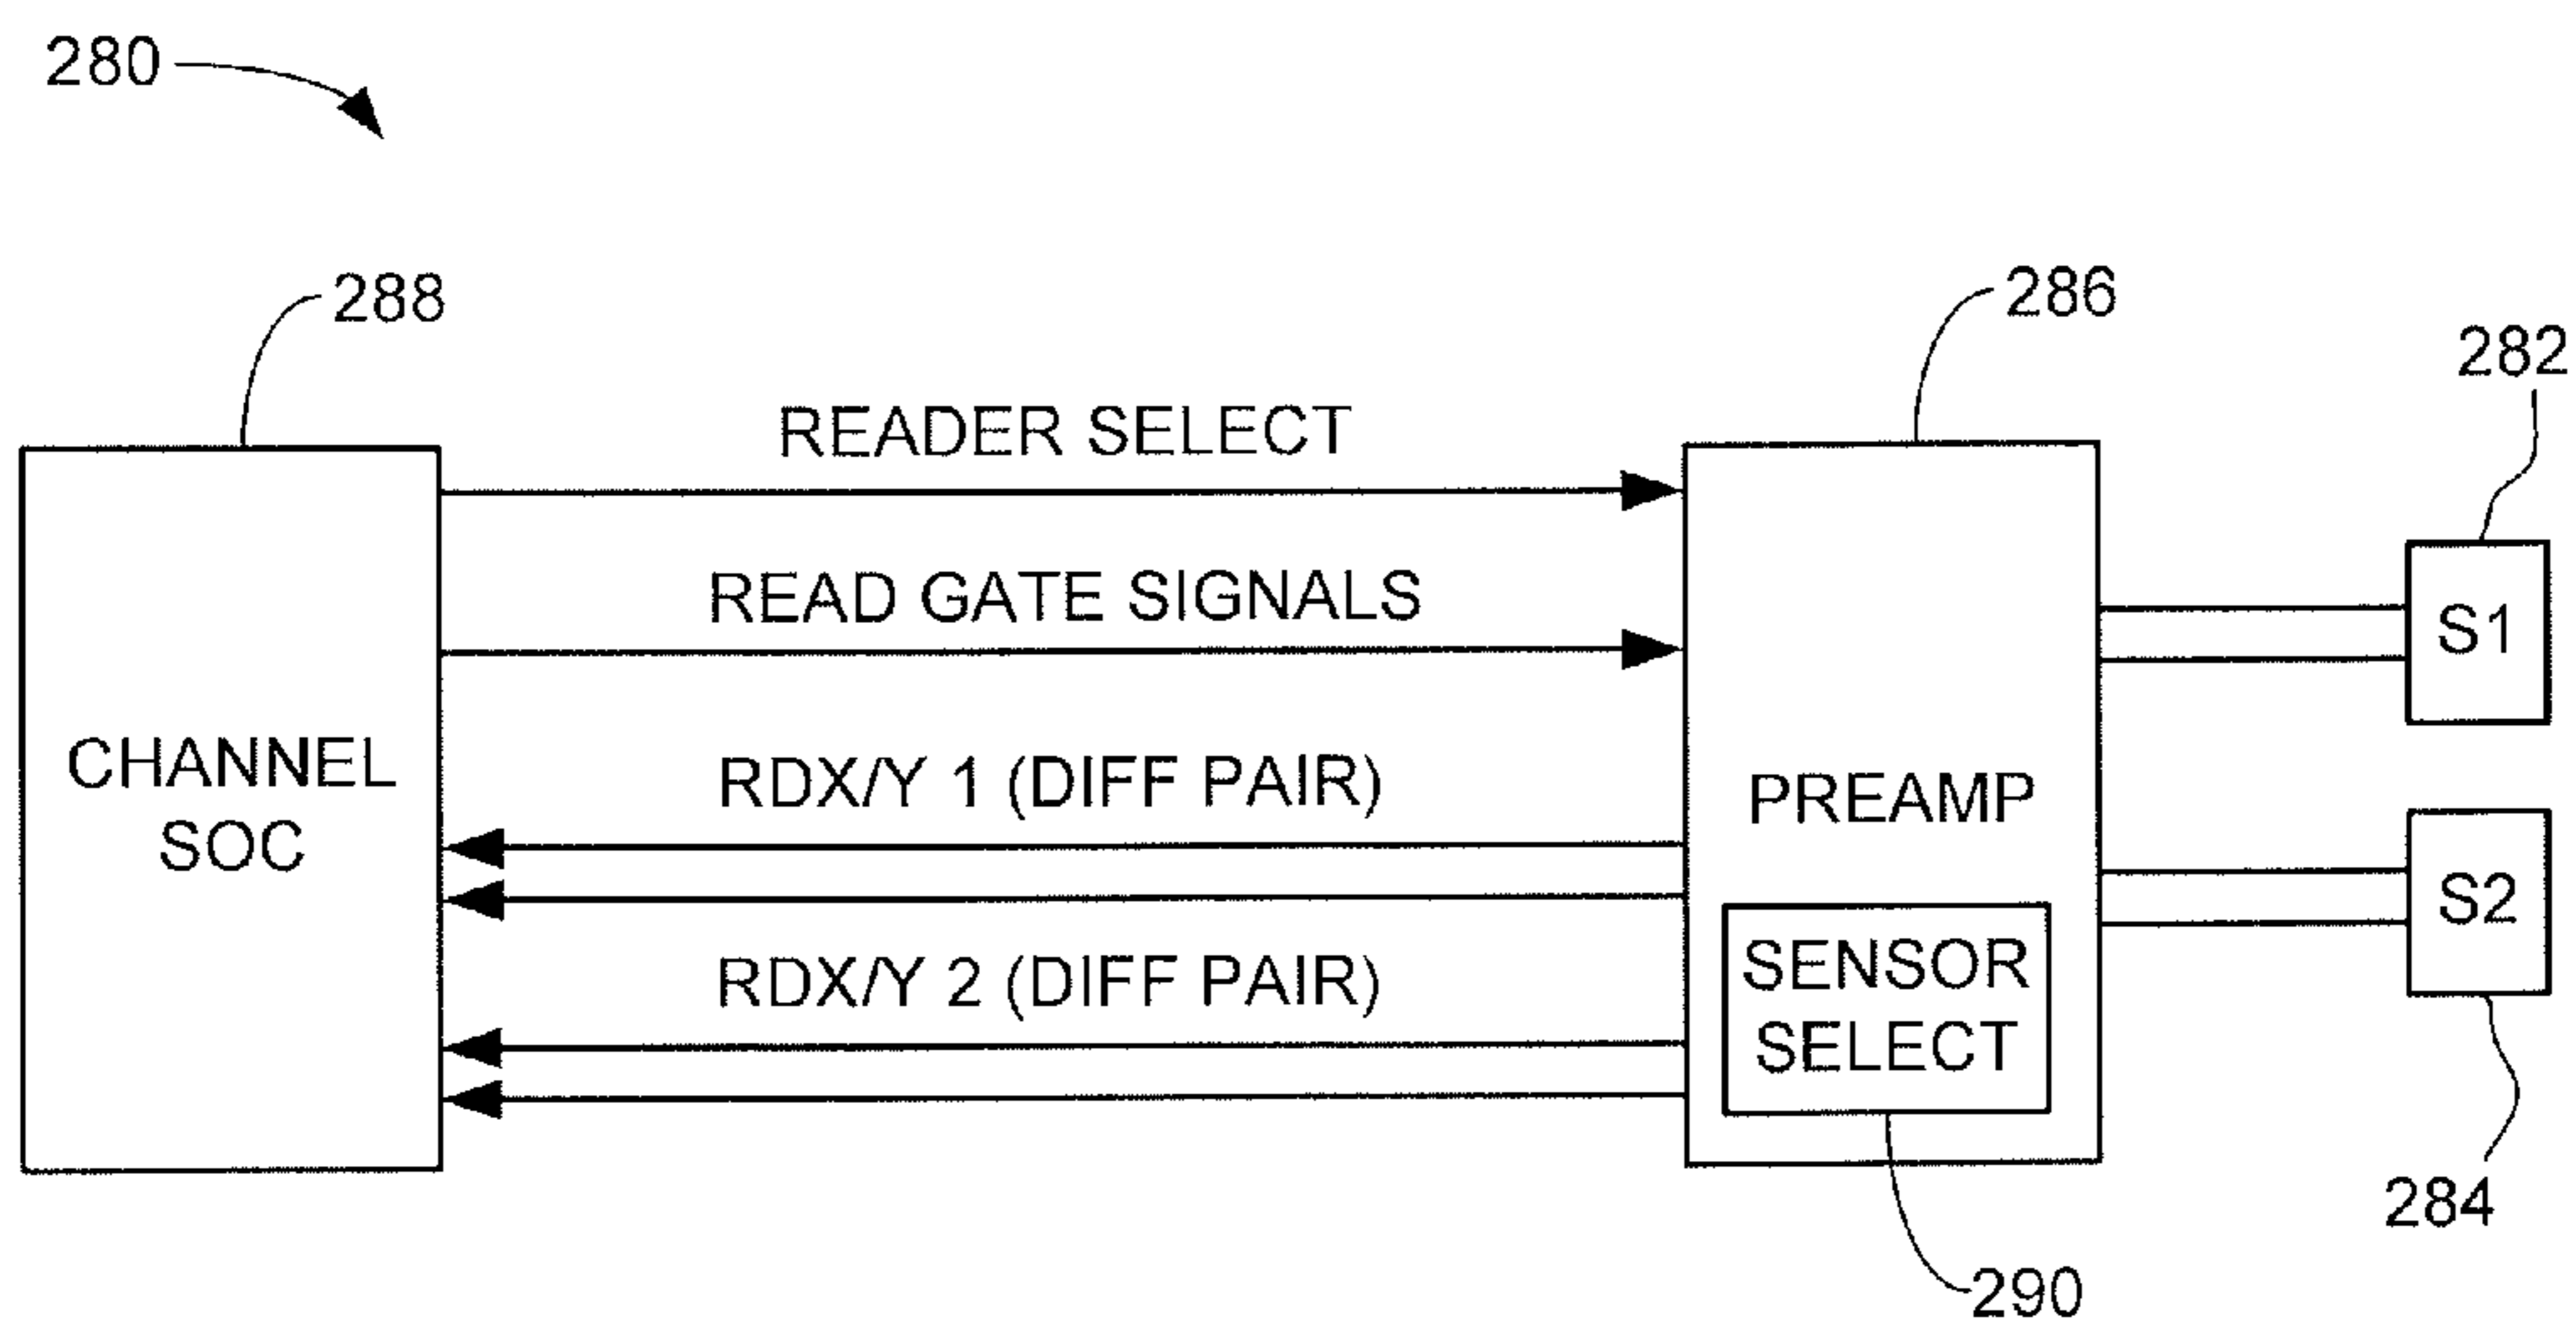 280
288
286
282
READER SELECT
READ GATE SIGNALS
S1
CHANNEL
SOC
RDX/Y 1 (DIFF PAIR)
PREAMP
S2
RDX/Y 2 (DIFF PAIR)
SENSOR
SELECT
284
290